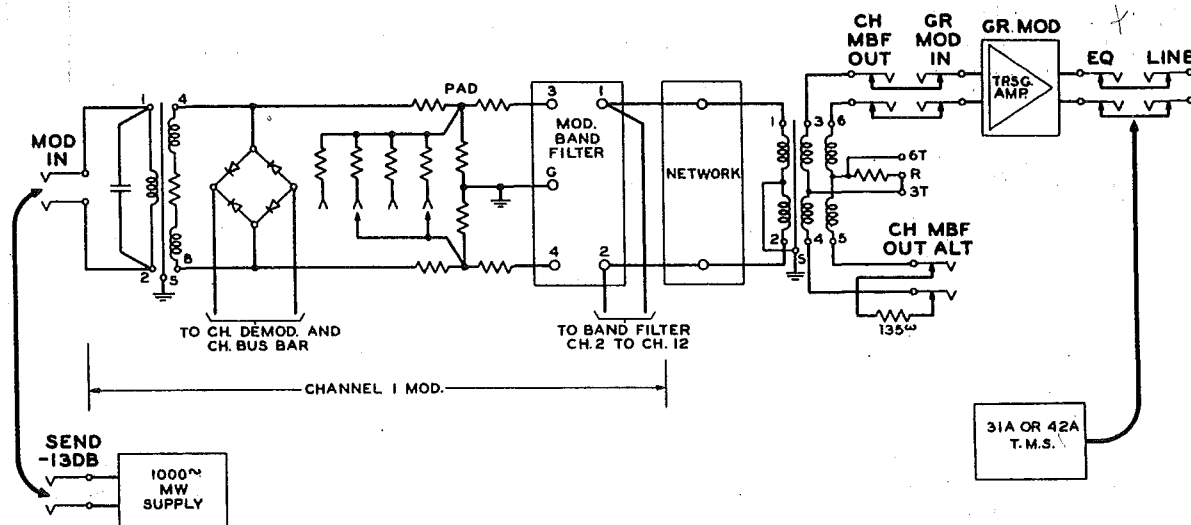 CH
MBF
OUT
GR
MOD
IN
GR. MOD
TRSG.
AMP.
EQ
LINE
MOD
IN
1
2
4
8
S
PAD
3
1
MOD.
BAND
FILTER
G
4
2
NETWORK
1
2
S
3
6
4
5
6T
R
3T
CH MBF
OUT ALT
135ω
TO CH. DEMOD. AND
CH. BUS BAR
TO BAND FILTER
CH. 2 TO CH. 12
CHANNEL 1 MOD.
SEND
-13DB
1000~
MW
SUPPLY
31A OR 42A
T.M.S.